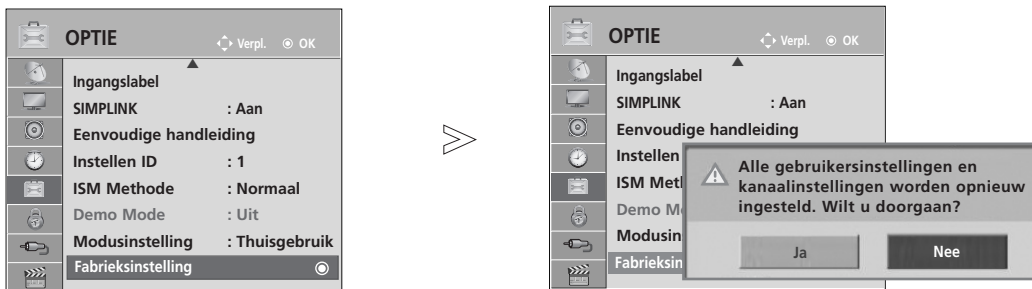 OPTIE Verpl. OK
Ingangslabel
SIMPLINK : Aan
Eenvoudige handleiding
Instellen ID : 1
ISM Methode : Normaal
Demo Mode : Uit
Modusinstelling : Thuisgebruik
Fabrieksinstelling
OPTIE Verpl. OK
Ingangslabel
SIMPLINK : Aan
Eenvoudige handleiding
Instellen
ISM Meth
Demo M
Modusin
Fabrieksin
Alle gebruikersinstellingen en
kanaalinstellingen worden opnieuw
ingesteld. Wilt u doorgaan?
Ja Nee